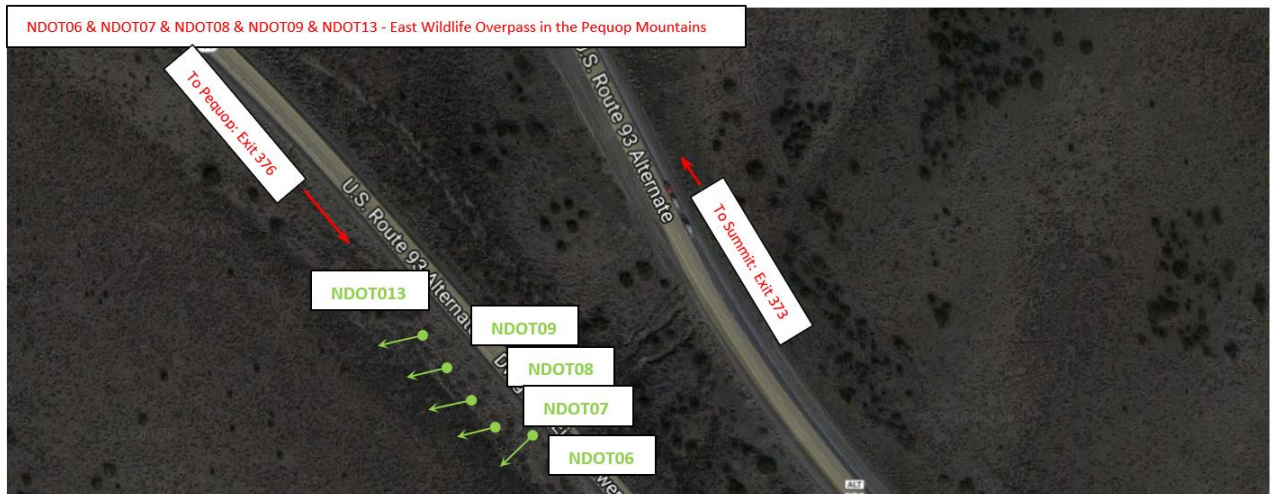 NDOT06 & NDOT07 & NDOT08 & NDOT09 & NDOT13 - East Wildlife Overpass in the Pequop Mountains
To Pequop: Exit 376
U.S. Route 93 Alternate
U.S. Route 93 Alternate
To Summit: Exit 373
NDOT013
NDOT09
NDOT08
NDOT07
NDOT06
ALT